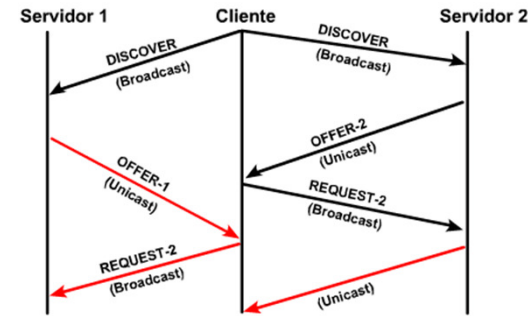 Servidor 1 Cliente Servidor 2
DISCOVER
(Broadcast)
DISCOVER
(Broadcast)
OFFER-2
(Unicast)
OFFER-1
(Unicast)
REQUEST-2
(Broadcast)
REQUEST-2
(Broadcast)
(Unicast)